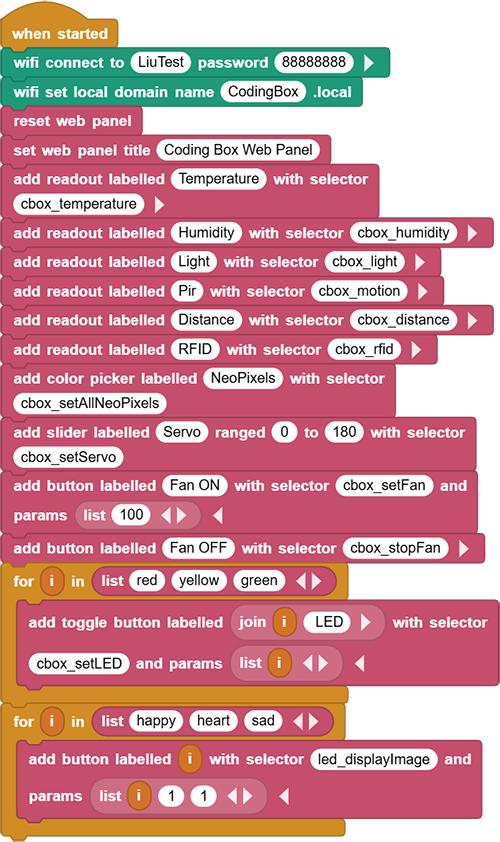 when started
wifi connect to LiuTest password 88888888
wifi set local domain name CodingBox .local
reset web panel
set web panel title Coding Box Web Panel
add readout labelled Temperature with selector
cbox_temperature
add readout labelled Humidity with selector cbox_humidity
add readout labelled Light with selector cbox_light
add readout labelled Pir with selector cbox_motion
add readout labelled Distance with selector cbox_distance
add readout labelled RFID with selector cbox_rfid
add color picker labelled NeoPixels with selector
cbox_setAllNeoPixels
add slider labelled Servo ranged 0 to 180 with selector
cbox_setServo
add button labelled Fan ON with selector cbox_setFan and
params list 100
add button labelled Fan OFF with selector cbox_stopFan
for i in list red yellow green
add toggle button labelled join i LED with selector
cbox_setLED and params list i
for i in list happy heart sad
add button labelled i with selector led_displayImage and
params list i 1 1